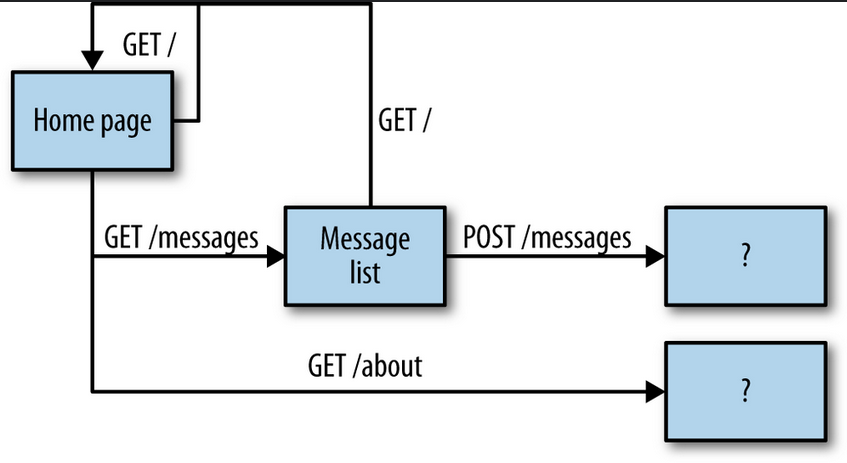 GET /
Home page
GET /
GET /messages
Message
list
POST /messages
?
GET /about
?